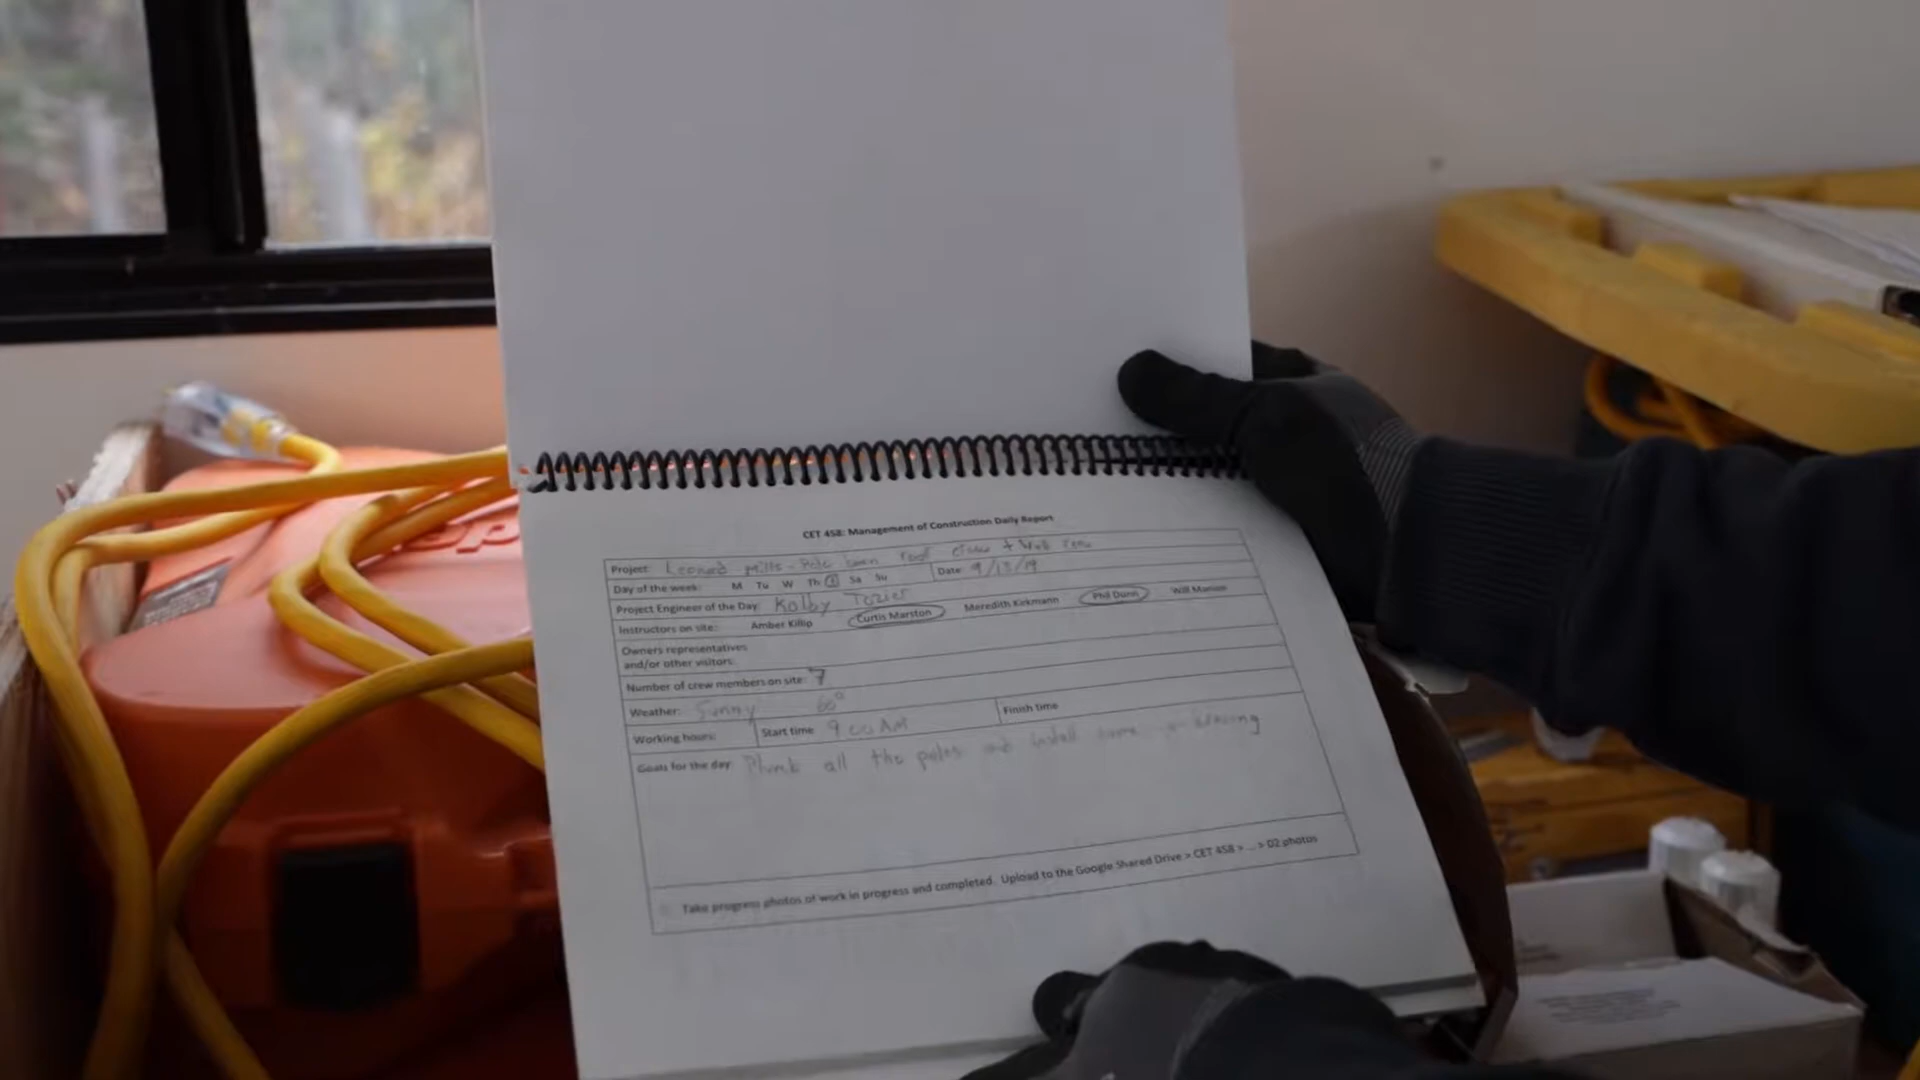 CET 458: Management of Construction Daily Report
Project: Leonard Mills - Pole barn roof
Day of the week: M Tu W Th F Sa Su Date: 9/13/19
Project Engineer of the Day: Kolby Tozier
Instructors on site: Amber Killip Curtis Marston Meredith Kirkmann Phil Dunn Will Manion
Owners representatives
and/or other visitors:
Number of crew members on site: 7
Weather: Sunny 60°
Working hours: Start time 9:00 AM Finish time
Goals for the day: Plumb all the poles and install some bracing
Take progress photos of work in progress and completed. Upload to the Google Shared Drive > CET 458 > ... > 02 photos